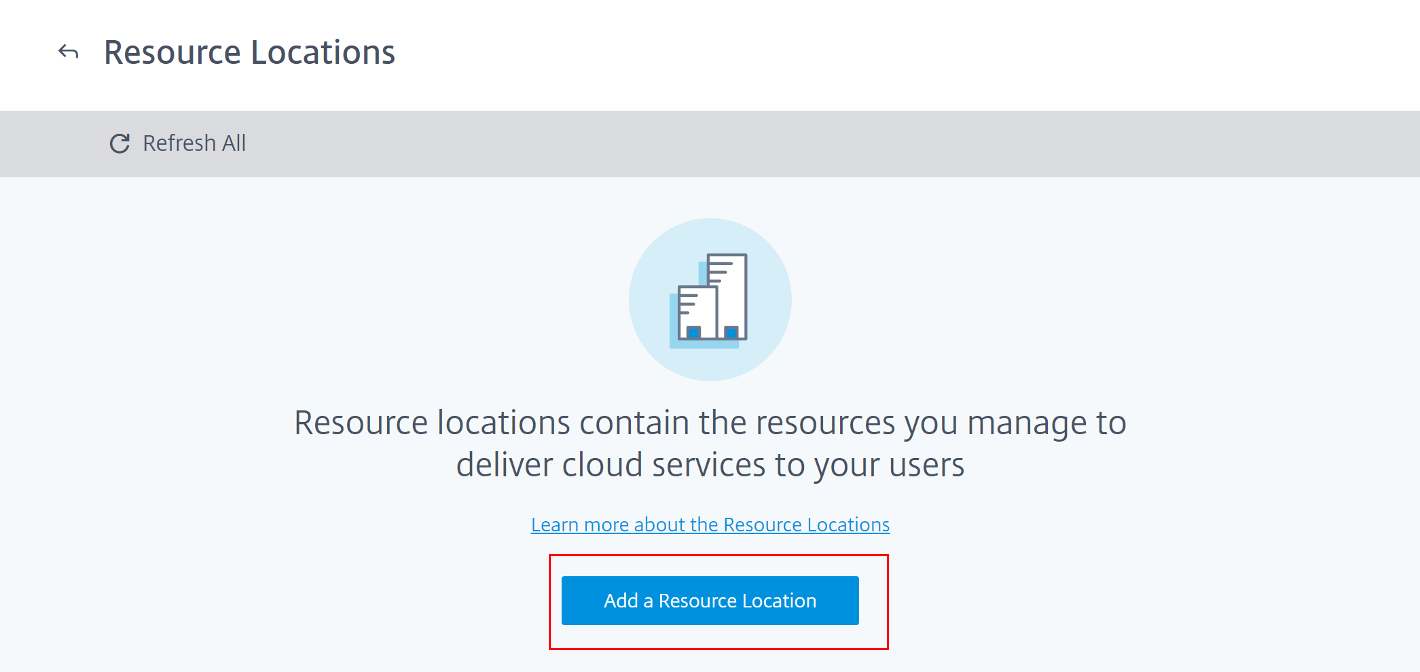 Resource Locations
Refresh All
Resource locations contain the resources you manage to
deliver cloud services to your users
Learn more about the Resource Locations
Add a Resource Location